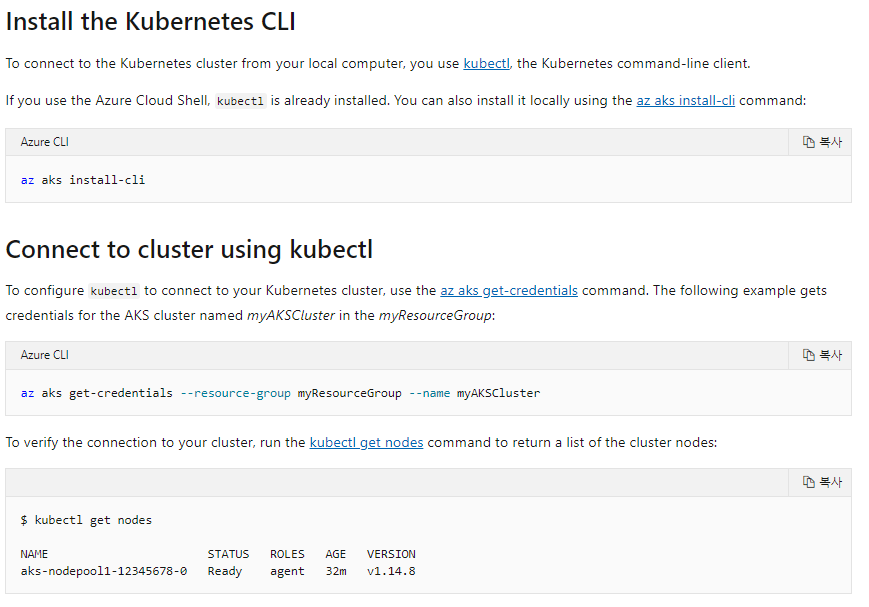 Install the Kubernetes CLI
To connect to the Kubernetes cluster from your local computer, you use kubectl, the Kubernetes command-line client.
If you use the Azure Cloud Shell, kubectl is already installed. You can also install it locally using the az aks install-cli command:
Azure CLI 복사
az aks install-cli
Connect to cluster using kubectl
To configure kubectl to connect to your Kubernetes cluster, use the az aks get-credentials command. The following example gets
credentials for the AKS cluster named myAKSCluster in the myResourceGroup:
Azure CLI 복사
az aks get-credentials --resource-group myResourceGroup --name myAKSCluster
To verify the connection to your cluster, run the kubectl get nodes command to return a list of the cluster nodes:
복사
$ kubectl get nodes
NAME STATUS ROLES AGE VERSION
aks-nodepool1-12345678-0 Ready agent 32m v1.14.8